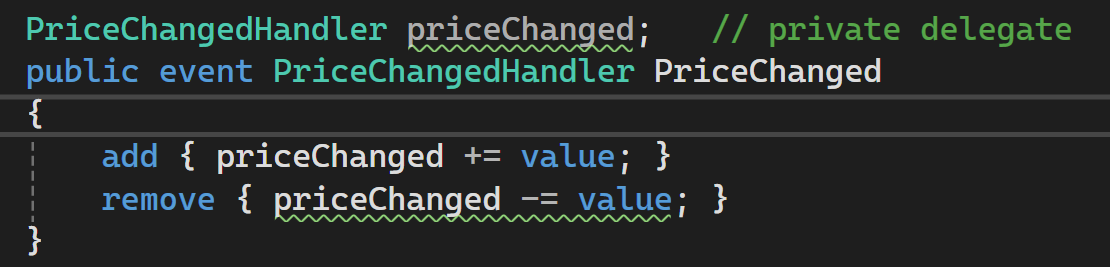 PriceChangedHandler priceChanged;   // private delegate
public event PriceChangedHandler PriceChanged
{
    add { priceChanged += value; }
    remove { priceChanged -= value; }
}